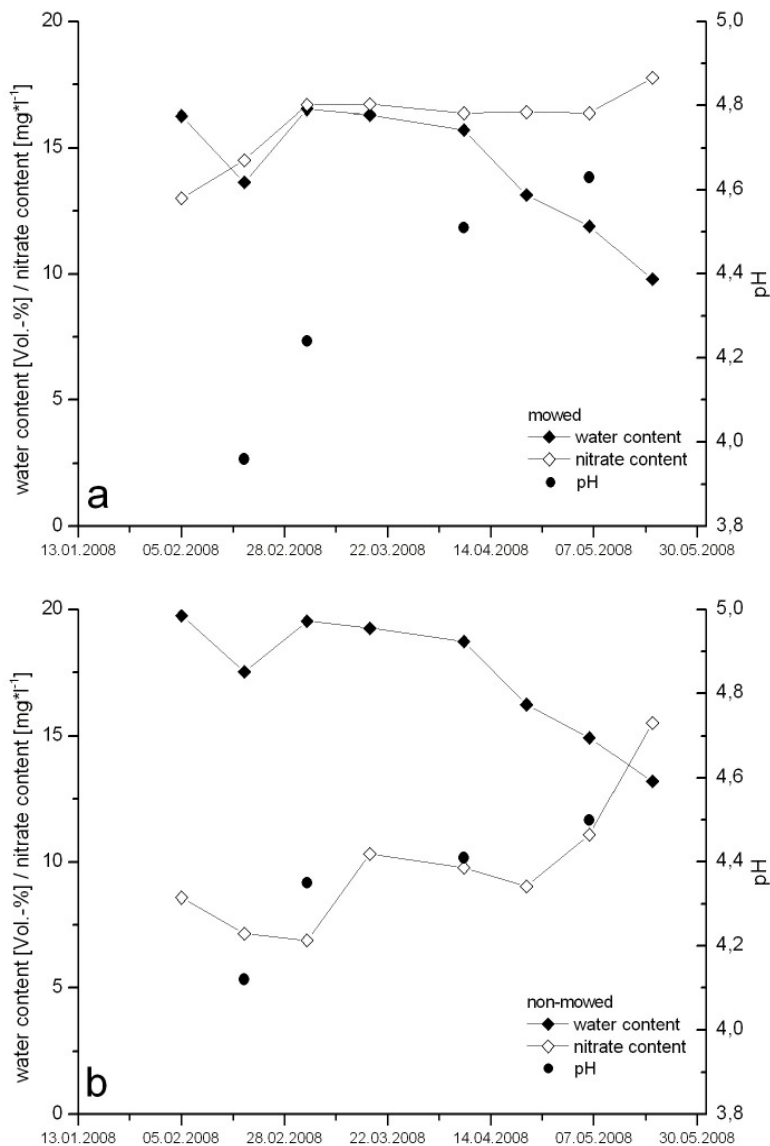 20
15
10
5
0
water content [Vol.-%] / nitrate content [mg*l-1]
5,0
4,8
4,6
4,4
4,2
4,0
3,8
pH
mowed
water content
nitrate content
pH
a
13.01.2008 05.02.2008 28.02.2008 22.03.2008 14.04.2008 07.05.2008 30.05.2008
20
15
10
5
0
water content [Vol.-%] / nitrate content [mg*l-1]
5,0
4,8
4,6
4,4
4,2
4,0
3,8
pH
non-mowed
water content
nitrate content
pH
b
13.01.2008 05.02.2008 28.02.2008 22.03.2008 14.04.2008 07.05.2008 30.05.2008